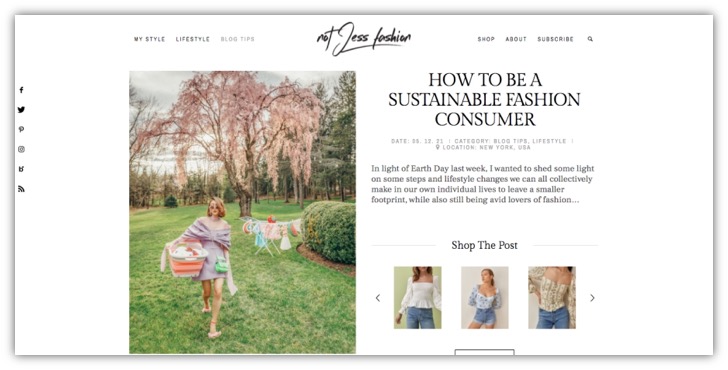 MY STYLE LIFESTYLE BLOG TIPS
not Jess fashion
SHOP ABOUT SUBSCRIBE
HOW TO BE A
SUSTAINABLE FASHION
CONSUMER
DATE: 05. 13. 21 | CATEGORY: BLOG TIPS, LIFESTYLE |
LOCATION: NEW YORK, USA
In light of Earth Day last week, I wanted to shed some light
on some steps and lifestyle changes we can all collectively
make in our own individual lives to leave a smaller
footprint, while also still being avid lovers of fashion...
Shop The Post